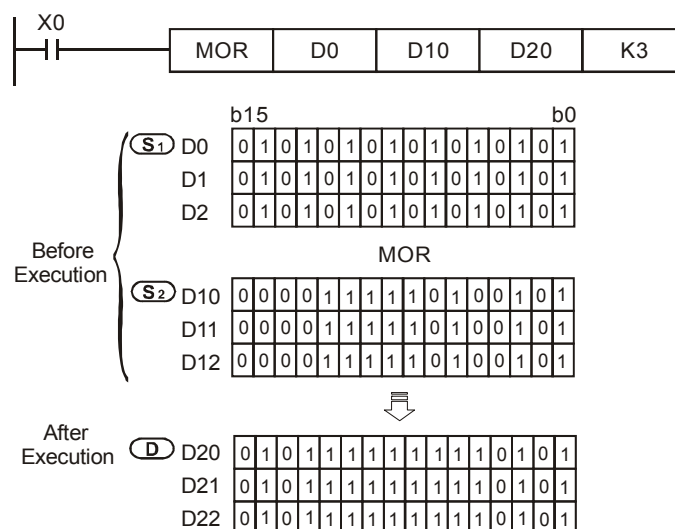 X0
MOR D0 D10 D20 K3
b15 b0
S1 D0 0 1 0 1 0 1 0 1 0 1 0 1 0 1 0 1
D1 0 1 0 1 0 1 0 1 0 1 0 1 0 1 0 1
D2 0 1 0 1 0 1 0 1 0 1 0 1 0 1 0 1
Before
Execution
MOR
S2 D10 0 0 0 0 1 1 1 1 1 0 1 0 0 1 0 1
D11 0 0 0 0 1 1 1 1 1 0 1 0 0 1 0 1
D12 0 0 0 0 1 1 1 1 1 0 1 0 0 1 0 1
After
Execution
D D20 0 1 0 1 1 1 1 1 1 1 1 1 0 1 0 1
D21 0 1 0 1 1 1 1 1 1 1 1 1 0 1 0 1
D22 0 1 0 1 1 1 1 1 1 1 1 1 0 1 0 1